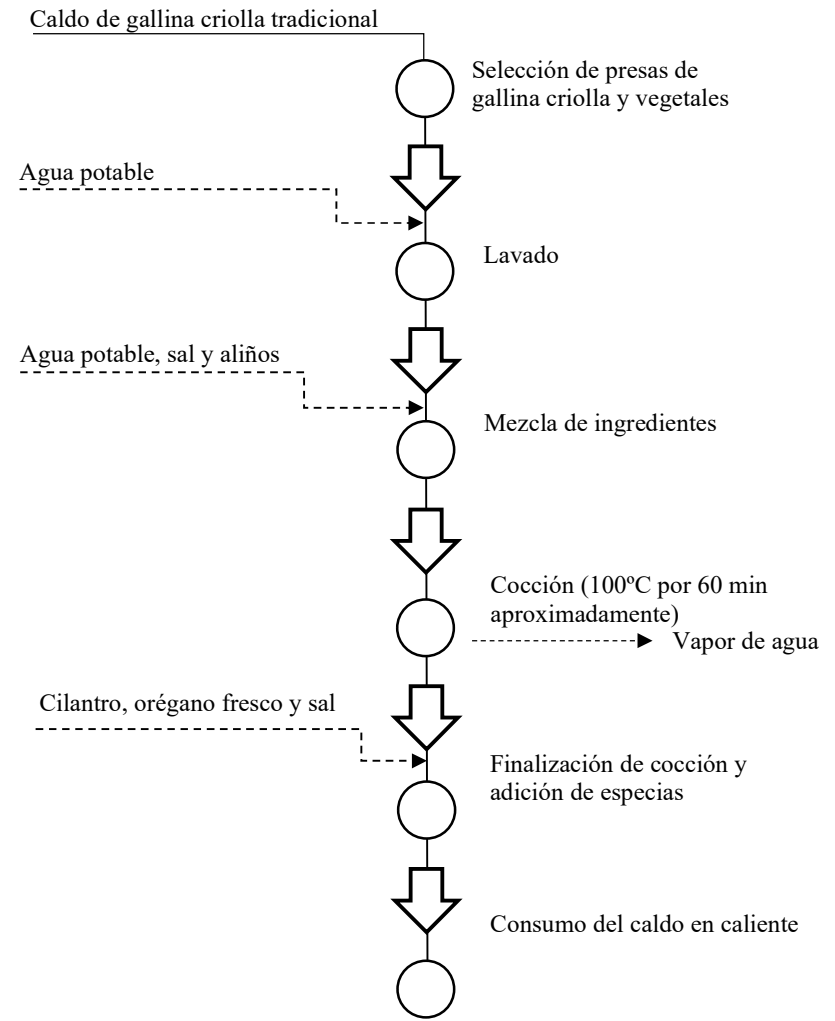 Caldo de gallina criolla tradicional
Selección de presas de
gallina criolla y vegetales
Agua potable
Lavado
Agua potable, sal y aliños
Mezcla de ingredientes
Cocción (100ºC por 60 min
aproximadamente)
Vapor de agua
Cilantro, orégano fresco y sal
Finalización de cocción y
adición de especias
Consumo del caldo en caliente